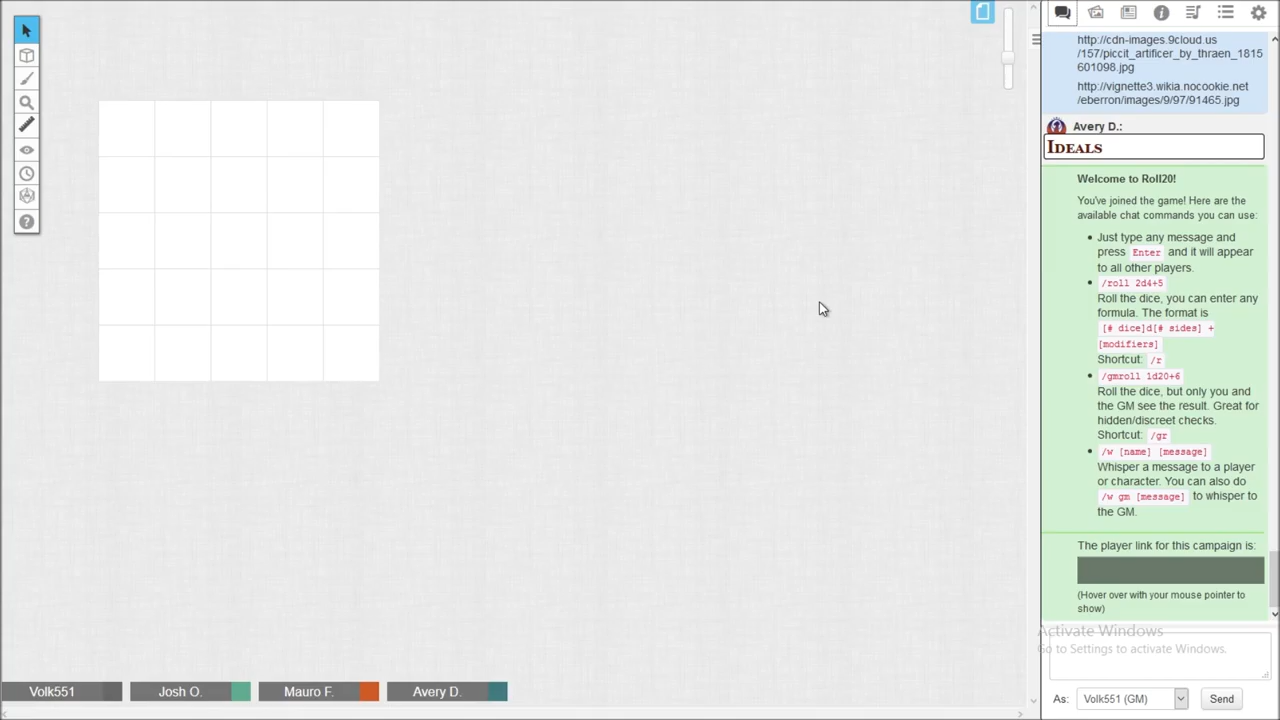 http://cdn-images.9cloud.us
/157/piccit_artificer_by_thraen_1815
601098.jpg
http://vignette3.wikia.nocookie.net
/eberron/images/9/97/91465.jpg
Avery D.:
Ideals
Welcome to Roll20!
You've joined the game! Here are the
available chat commands you can use:
• Just type any message and
press Enter and it will appear
to all other players.
• /roll 2d4+5
Roll the dice, you can enter any
formula. The format is
[# dice]d[# sides] +
[modifiers]
Shortcut: /r
• /gmroll 1d20+6
Roll the dice, but only you and
the GM see the result. Great for
hidden/discreet checks.
Shortcut: /gr
• /w [name] [message]
Whisper a message to a player
or character. You can also do
/w gm [message] to whisper to
the GM.
The player link for this campaign is:
(Hover over with your mouse pointer to
show)
Activate Windows
Go to Settings to activate Windows.
As: Volk551 (GM) Send
Volk551 Josh O. Mauro F. Avery D.